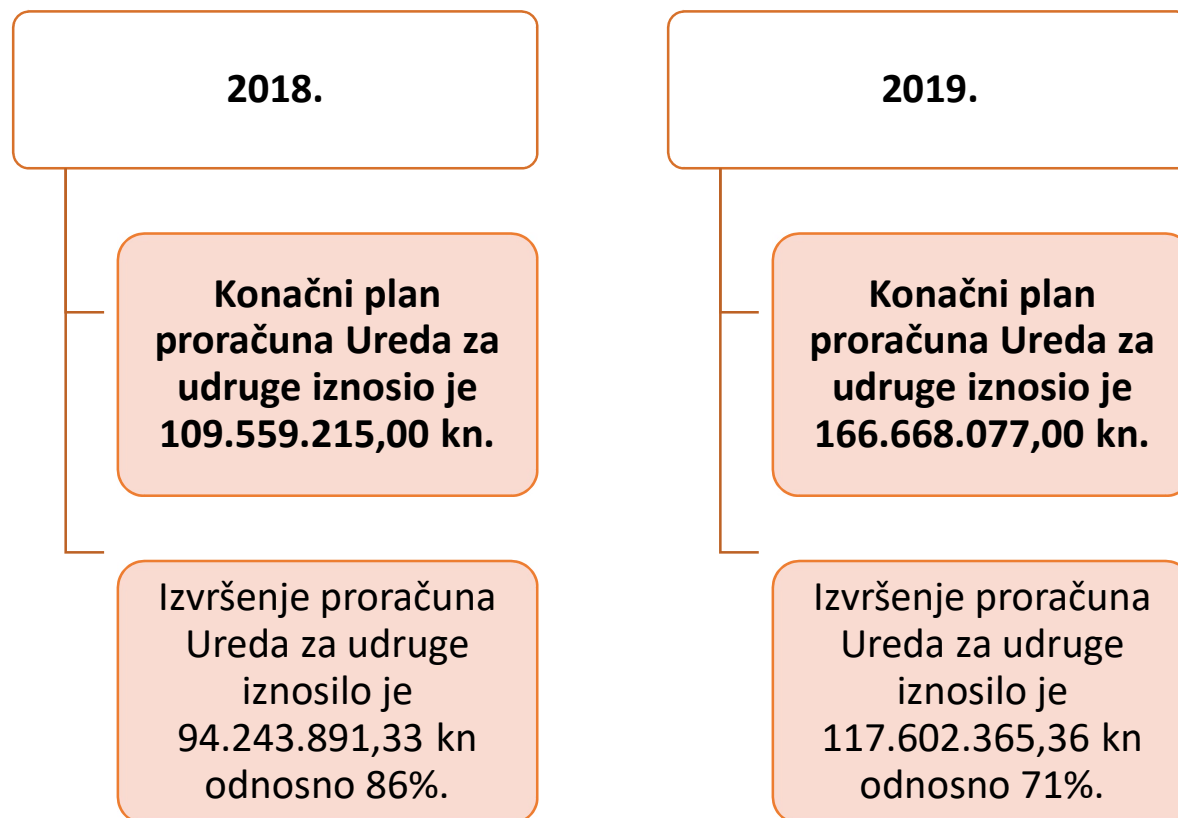 2018.
Konačni plan
proračuna Ureda za
udruge iznosio je
109.559.215,00 kn.
Izvršenje proračuna
Ureda za udruge
iznosilo je
94.243.891,33 kn
odnosno 86%.
2019.
Konačni plan
proračuna Ureda za
udruge iznosio je
166.668.077,00 kn.
Izvršenje proračuna
Ureda za udruge
iznosilo je
117.602.365,36 kn
odnosno 71%.